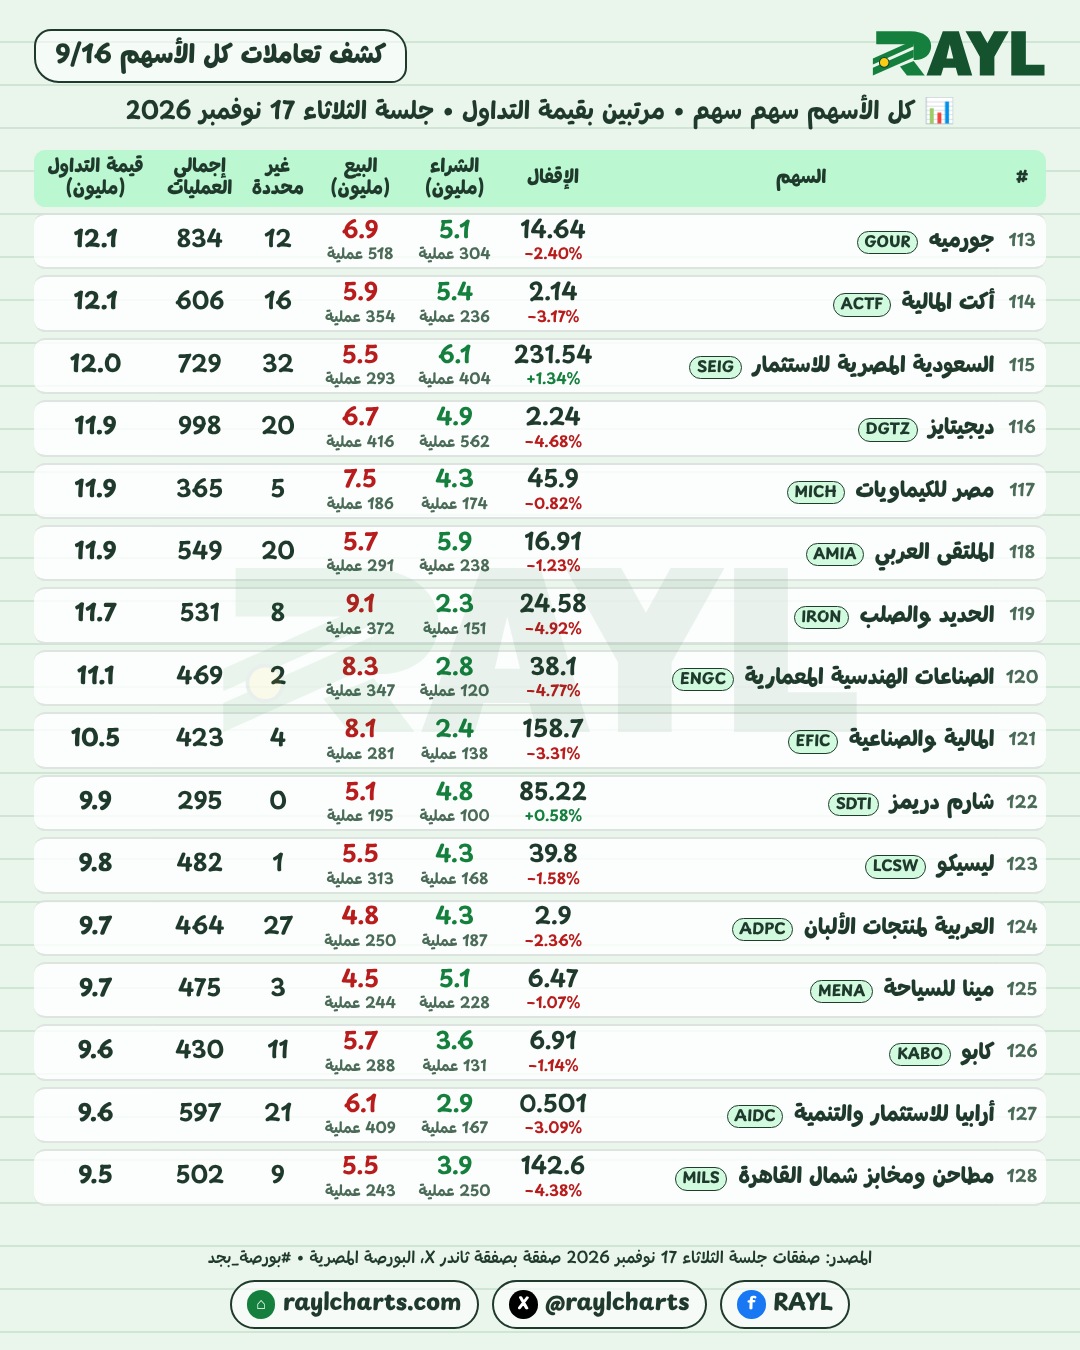 RAYL
كشف تعاملات كل الأسهم 9/16
📊 كل الأسهم سهم سهم • مرتبين بقيمة التداول • جلسة الثلاثاء 17 نوفمبر 2026
# السهم الإقفال الشراء (مليون) البيع (مليون) غير محددة إجمالي العمليات قيمة التداول (مليون)
113 جورميه GOUR 14.64 5.1 6.9 12 834 12.1
-2.40% 304 عملية 518 عملية
114 أكت المالية ACTF 2.14 5.4 5.9 16 606 12.1
-3.17% 236 عملية 354 عملية
115 السعودية المصرية للاستثمار SEIG 231.54 6.1 5.5 32 729 12.0
+1.34% 404 عملية 293 عملية
116 ديجيتايز DGTZ 2.24 4.9 6.7 20 998 11.9
-4.68% 562 عملية 416 عملية
117 مصر للكيماويات MICH 45.9 4.3 7.5 5 365 11.9
-0.82% 174 عملية 186 عملية
118 الملتقى العربي AMIA 16.91 5.9 5.7 20 549 11.9
-1.23% 238 عملية 291 عملية
119 الحديد والصلب IRON 24.58 2.3 9.1 8 531 11.7
-4.92% 151 عملية 372 عملية
120 الصناعات الهندسية المعمارية ENGC 38.1 2.8 8.3 2 469 11.1
-4.77% 120 عملية 347 عملية
121 المالية والصناعية EFIC 158.7 2.4 8.1 4 423 10.5
-3.31% 138 عملية 281 عملية
122 شارم دريمز SDTI 85.22 4.8 5.1 0 295 9.9
+0.58% 100 عملية 195 عملية
123 ليسيكو LCSW 39.8 4.3 5.5 1 482 9.8
-1.58% 168 عملية 313 عملية
124 العربية لمنتجات الألبان ADPC 2.9 4.3 4.8 27 464 9.7
-2.36% 187 عملية 250 عملية
125 مينا للسياحة MENA 6.47 5.1 4.5 3 475 9.7
-1.07% 228 عملية 244 عملية
126 كابو KABO 6.91 3.6 5.7 11 430 9.6
-1.14% 131 عملية 288 عملية
127 أرابيا للاستثمار والتنمية AIDC 0.501 2.9 6.1 21 597 9.6
-3.09% 167 عملية 409 عملية
128 مطاحن ومخابز شمال القاهرة MILS 142.6 3.9 5.5 9 502 9.5
-4.38% 250 عملية 243 عملية
المصدر: صفقات جلسة الثلاثاء 17 نوفمبر 2026 صفقة بصفقة ثاندر X، البورصة المصرية • #بورصة_بجد
raylcharts.com
X @raylcharts
f RAYL